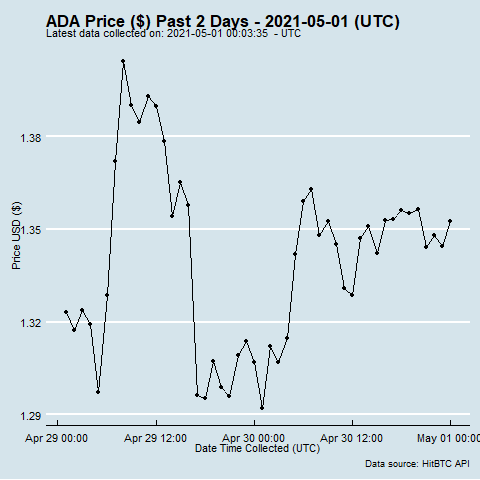 ADA Price ($) Past 2 Days - 2021-05-01 (UTC)
Latest data collected on: 2021-05-01 00:03:35 - UTC
1.38
1.35
1.32
1.29
Price USD ($)
Apr 29 00:00 Apr 29 12:00 Apr 30 00:00 Apr 30 12:00 May 01 00:00
Date Time Collected (UTC)
Data source: HitBTC API